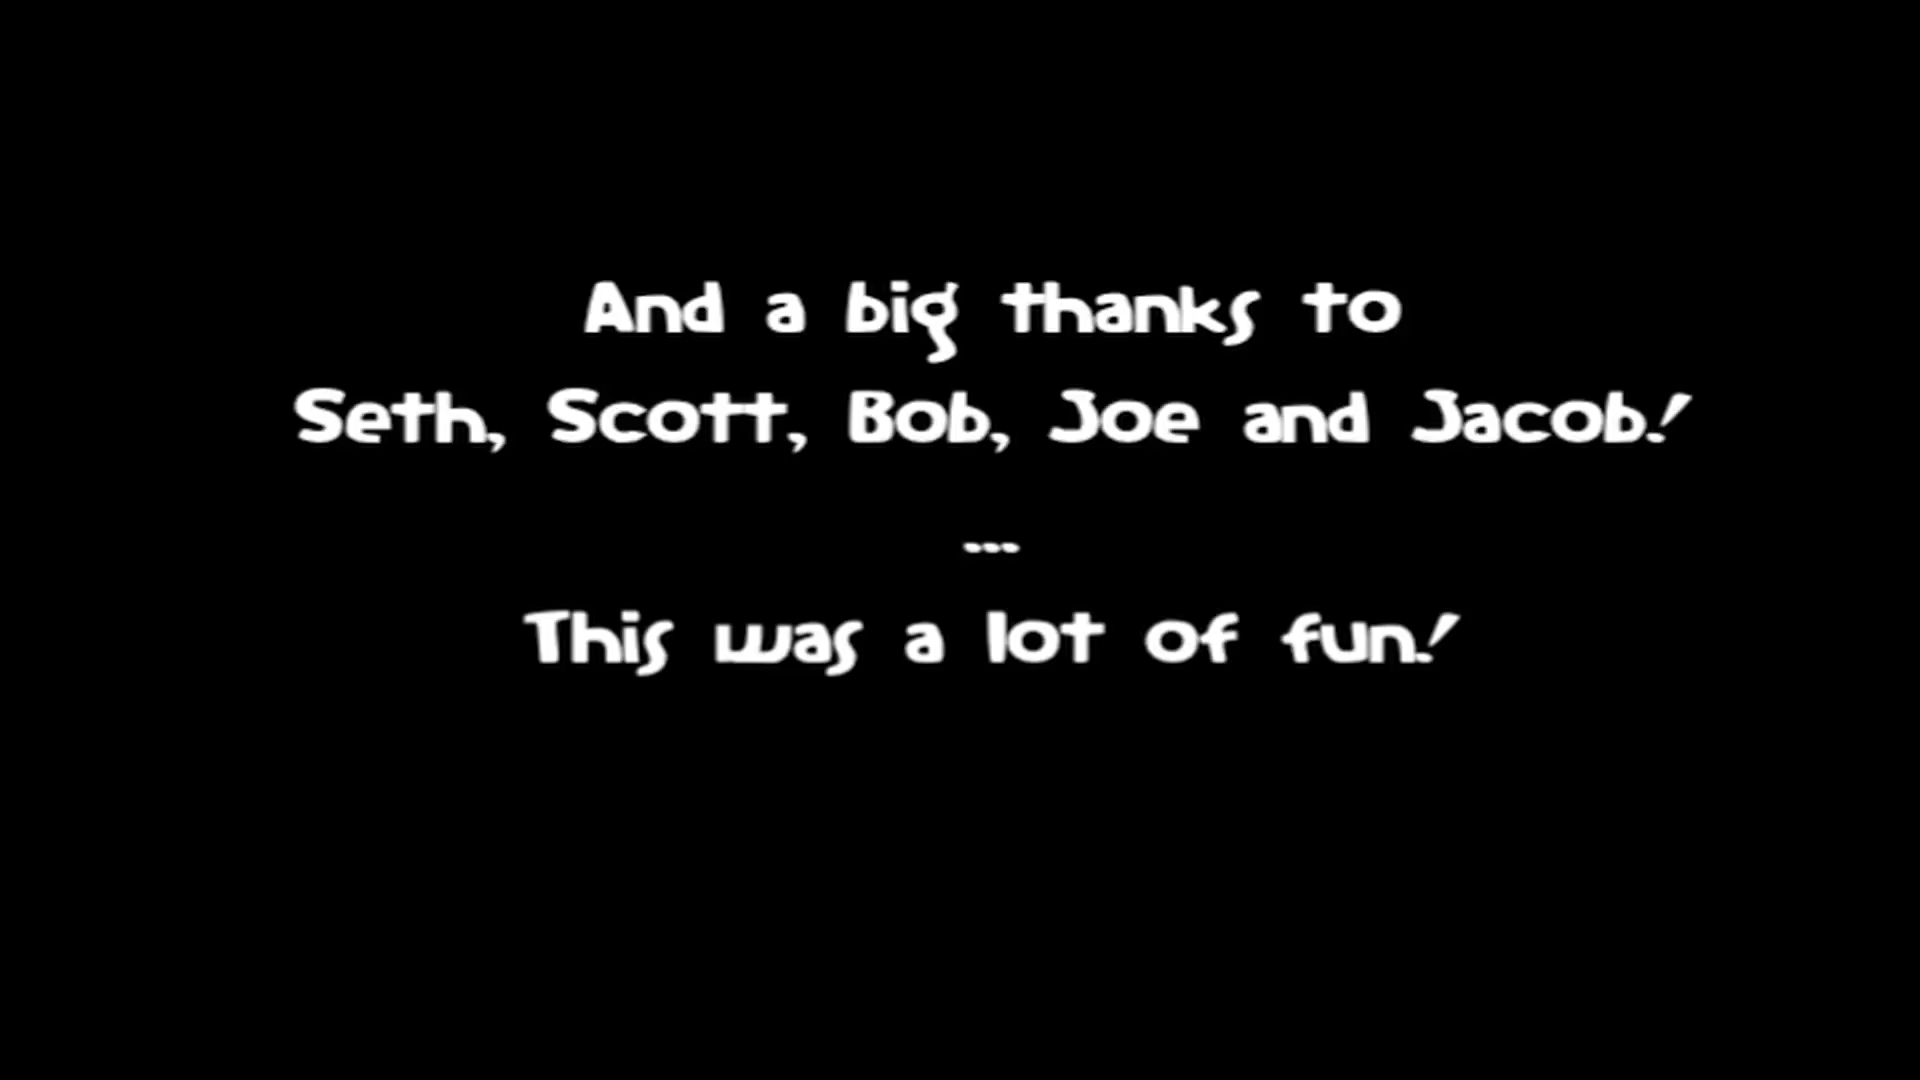 And a big thanks to
Seth, Scott, Bob, Joe and Jacob!
...
This was a lot of fun!